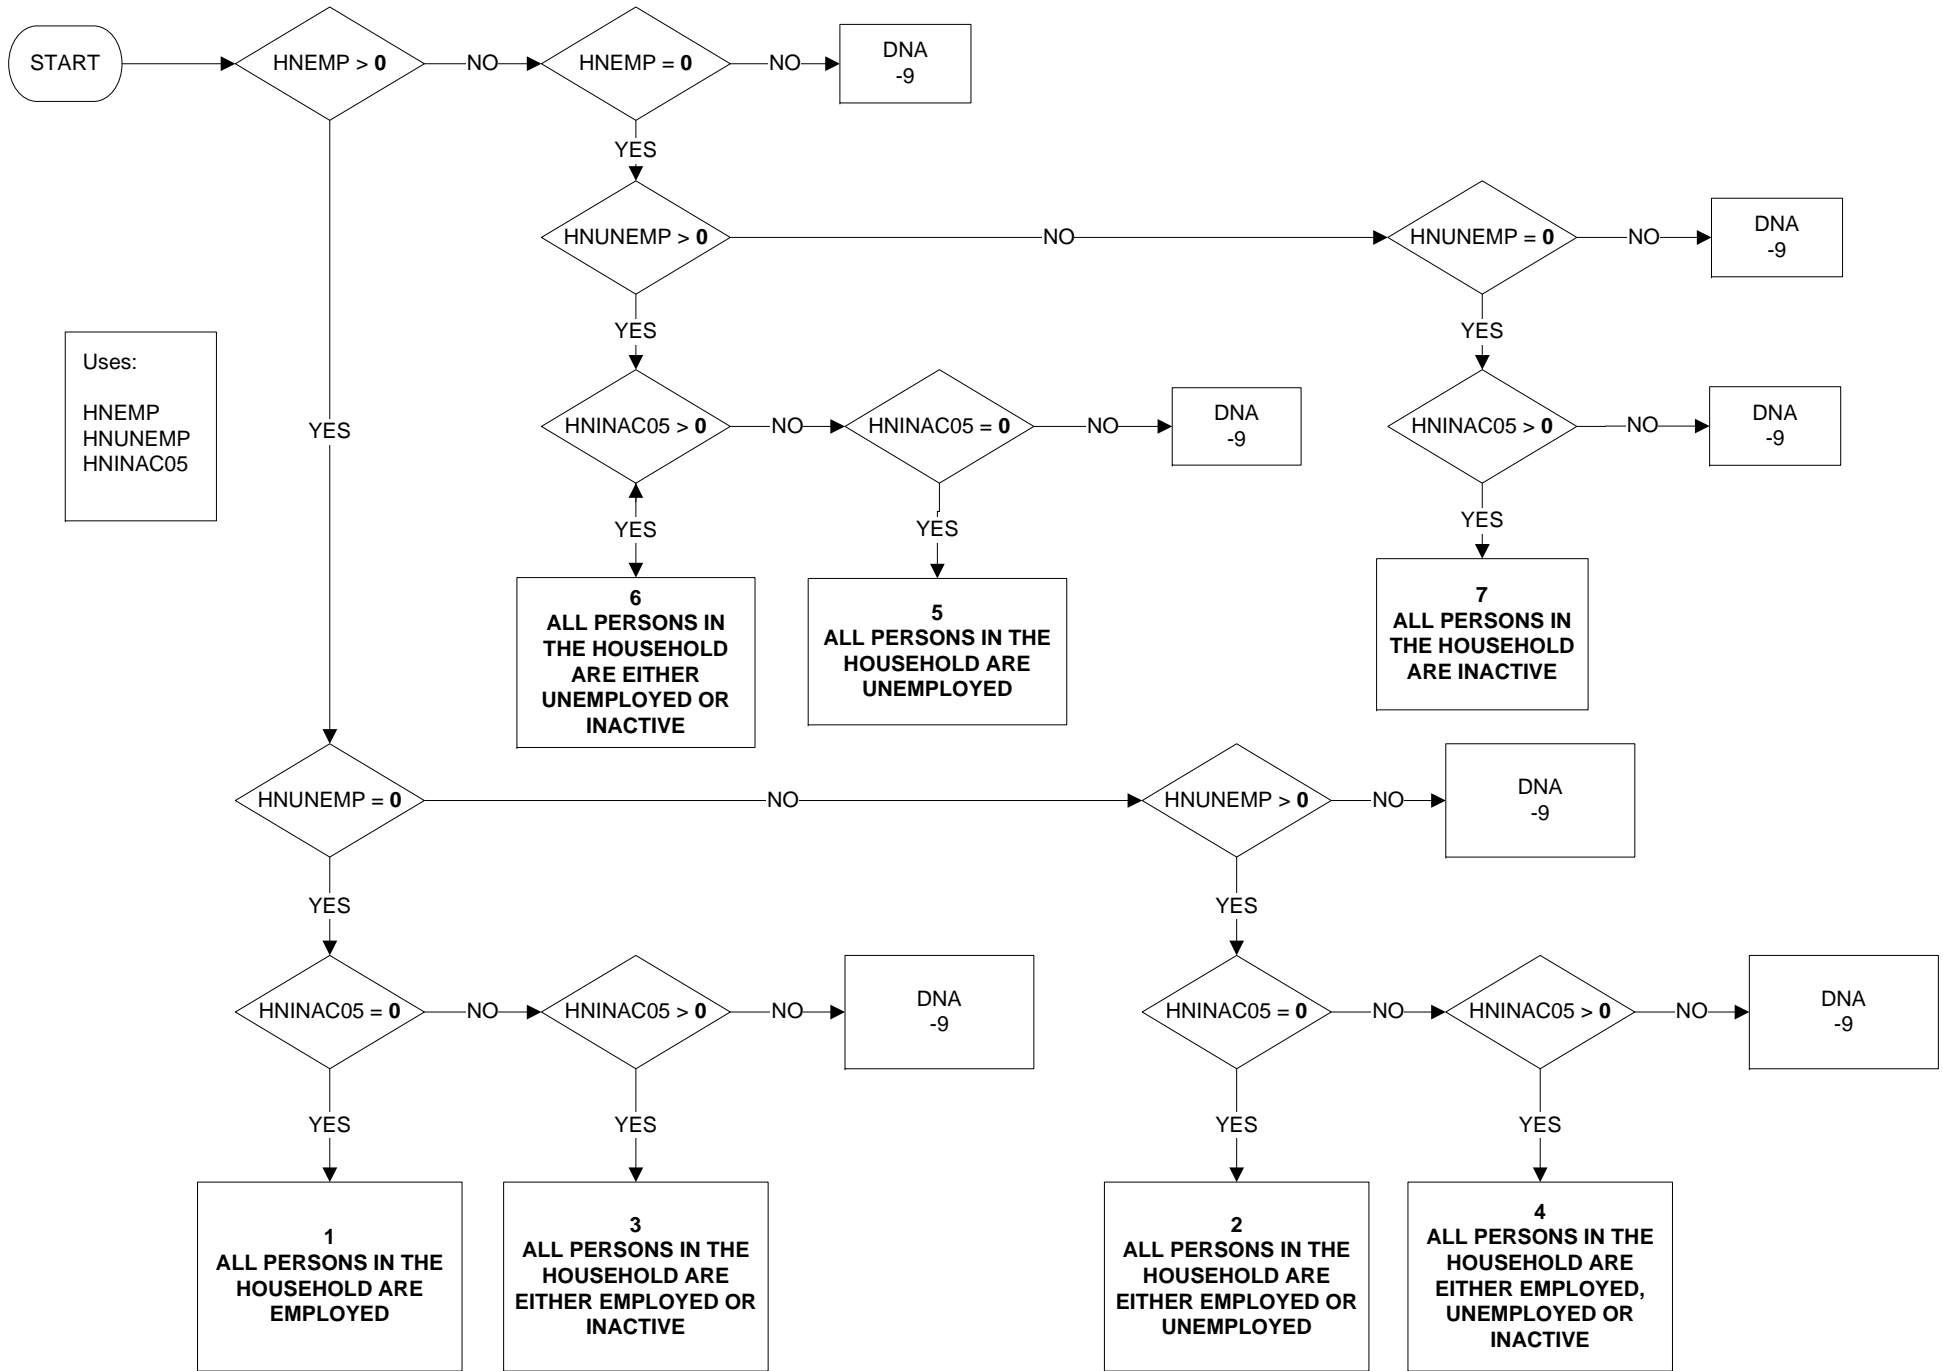 START
HNEMP > 0
NO
HNEMP = 0
NO
DNA
-9
YES
HNUNEMP > 0
NO
HNUNEMP = 0
NO
DNA
-9
YES
YES
Uses:
HNEMP
HNUNEMP
HNINAC05
YES
HNINAC05 > 0
NO
HNINAC05 = 0
NO
DNA
-9
HNINAC05 > 0
NO
DNA
-9
YES
YES
YES
6
ALL PERSONS IN
THE HOUSEHOLD
ARE EITHER
UNEMPLOYED OR
INACTIVE
5
ALL PERSONS IN THE
HOUSEHOLD ARE
UNEMPLOYED
7
ALL PERSONS IN
THE HOUSEHOLD
ARE INACTIVE
HNUNEMP = 0
NO
HNUNEMP > 0
NO
DNA
-9
YES
YES
HNINAC05 = 0
NO
HNINAC05 > 0
NO
DNA
-9
HNINAC05 = 0
NO
HNINAC05 > 0
NO
DNA
-9
YES
YES
YES
YES
1
ALL PERSONS IN THE
HOUSEHOLD ARE
EMPLOYED
3
ALL PERSONS IN THE
HOUSEHOLD ARE
EITHER EMPLOYED OR
INACTIVE
2
ALL PERSONS IN THE
HOUSEHOLD ARE
EITHER EMPLOYED OR
UNEMPLOYED
4
ALL PERSONS IN THE
HOUSEHOLD ARE
EITHER EMPLOYED,
UNEMPLOYED OR
INACTIVE